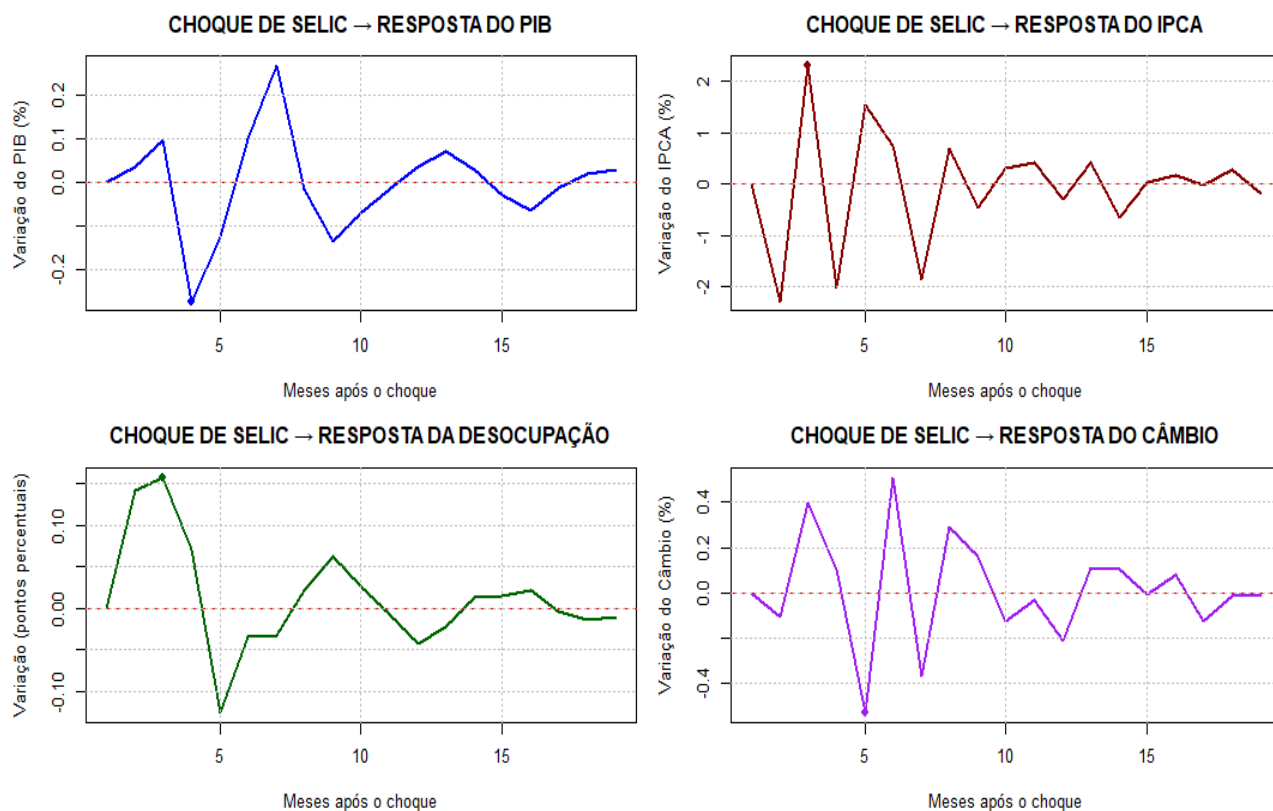 CHOQUE DE SELIC → RESPOSTA DO PIB
Variação do PIB (%)
0.2
0.1
0.0
-0.2
5
10
15
Meses após o choque
CHOQUE DE SELIC → RESPOSTA DO IPCA
Variação do IPCA (%)
2
1
0
-1
-2
5
10
15
Meses após o choque
CHOQUE DE SELIC → RESPOSTA DA DESOCUPAÇÃO
Variação (pontos percentuais)
0.10
0.00
-0.10
5
10
15
Meses após o choque
CHOQUE DE SELIC → RESPOSTA DO CÂMBIO
Variação do Câmbio (%)
0.4
0.2
0.0
-0.4
5
10
15
Meses após o choque